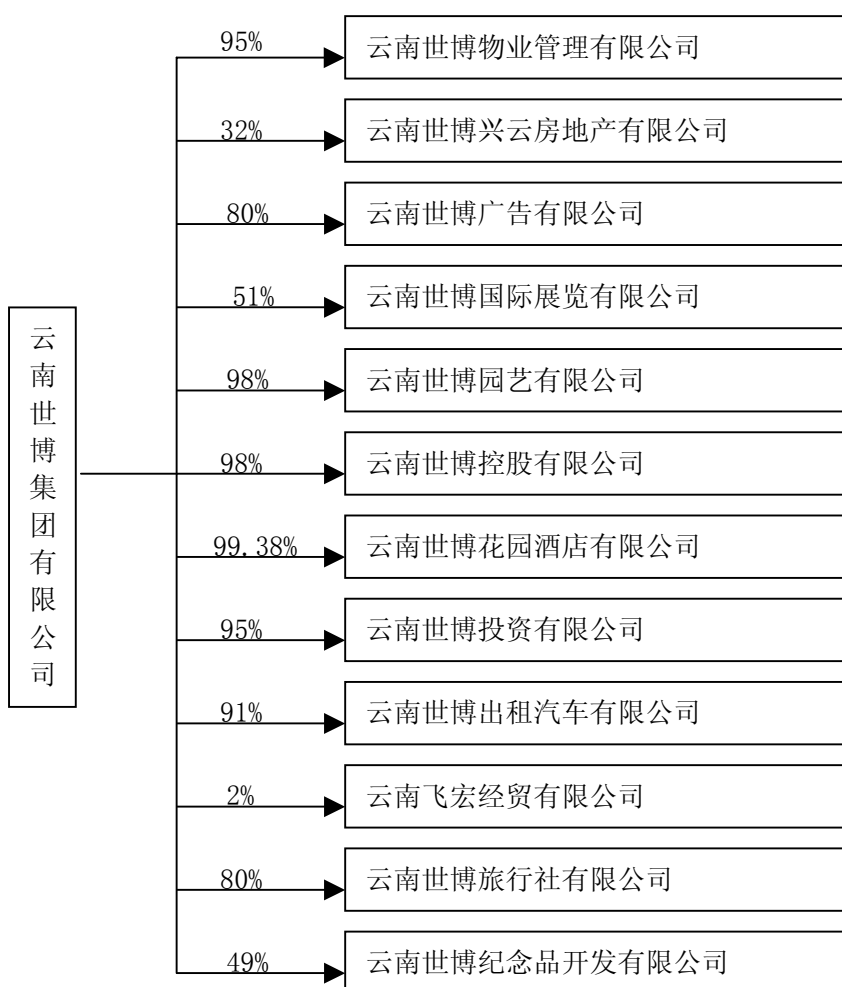 95%
云南世博物业管理有限公司
32%
云南世博兴云房地产有限公司
80%
云南世博广告有限公司
51%
云南世博国际展览有限公司
云南世博集团有限公司
98%
云南世博园艺有限公司
98%
云南世博控股有限公司
99.38%
云南世博花园酒店有限公司
95%
云南世博投资有限公司
91%
云南世博出租汽车有限公司
2%
云南飞宏经贸有限公司
80%
云南世博旅行社有限公司
49%
云南世博纪念品开发有限公司